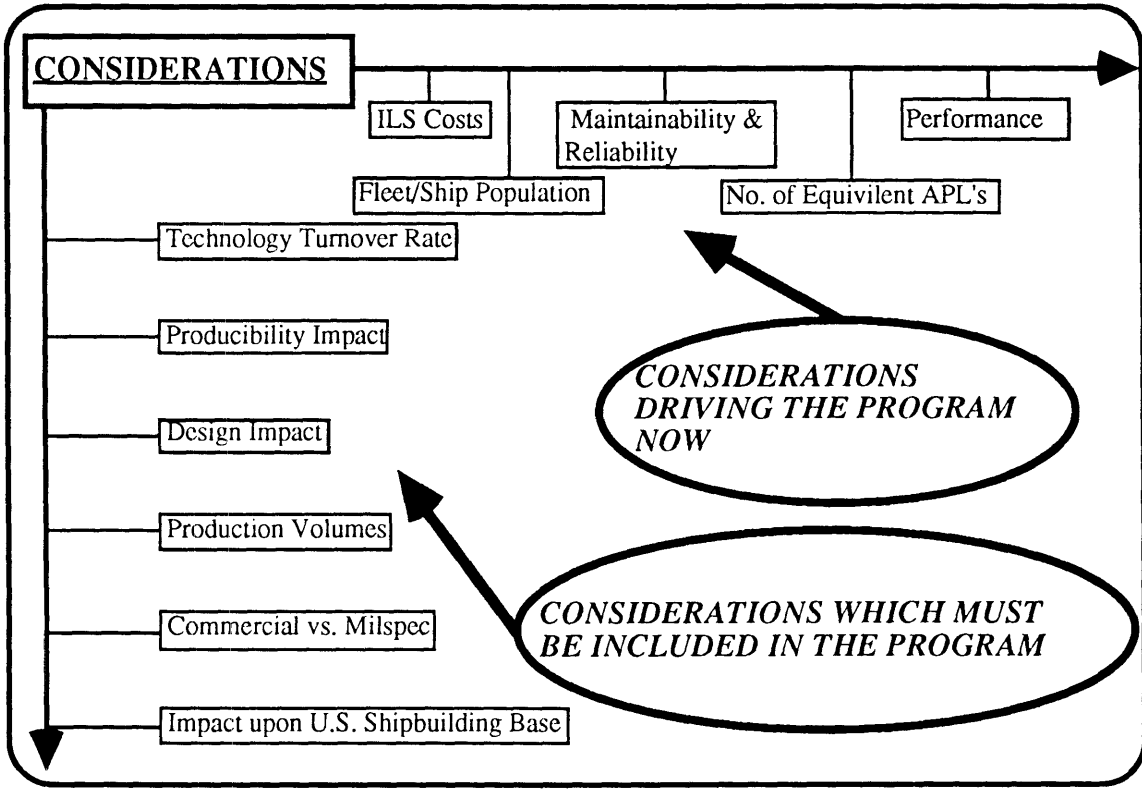 CONSIDERATIONS
ILS Costs
Maintainability &
Reliability
Performance
Fleet/Ship Population
No. of Equivilent APL's
Technology Turnover Rate
Producibility Impact
Design Impact
Production Volumes
Commercial vs. Milspec
Impact upon U.S. Shipbuilding Base
CONSIDERATIONS
DRIVING THE PROGRAM
NOW
CONSIDERATIONS WHICH MUST
BE INCLUDED IN THE PROGRAM